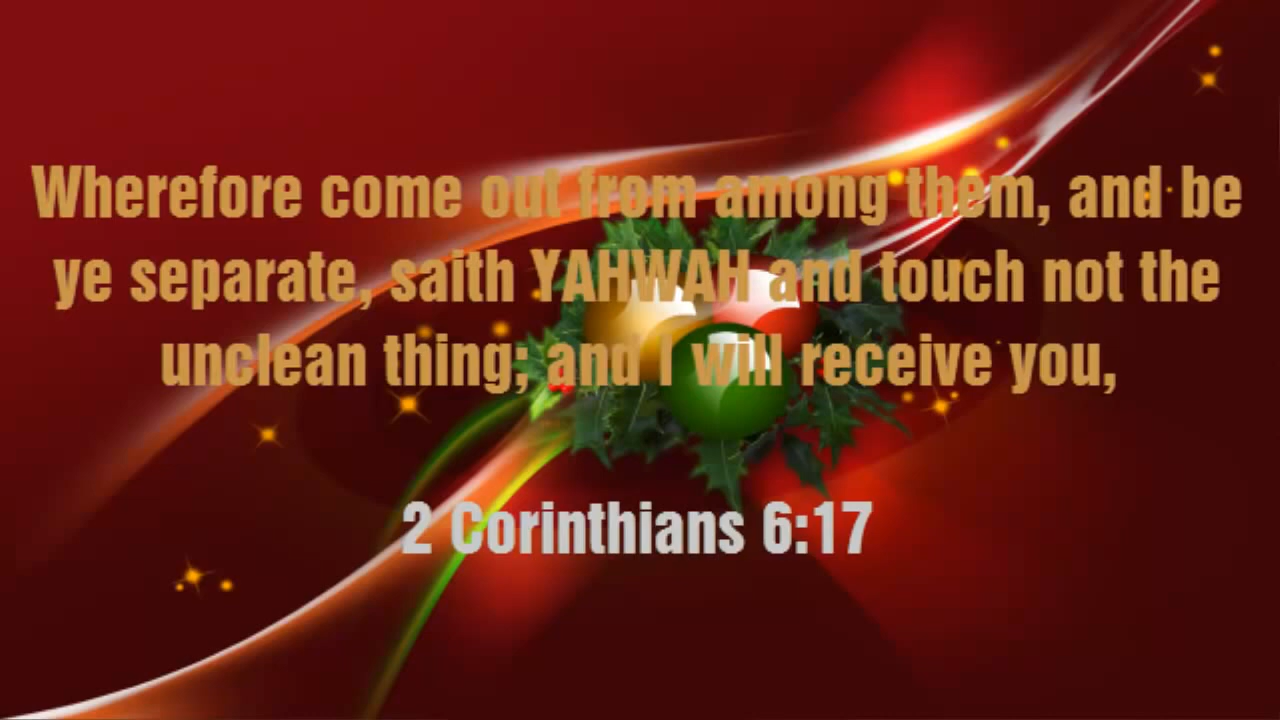 Wherefore come out from among them, and be
ye separate, saith YAHWAH and touch not the
unclean thing; and I will receive you,
2 Corinthians 6:17